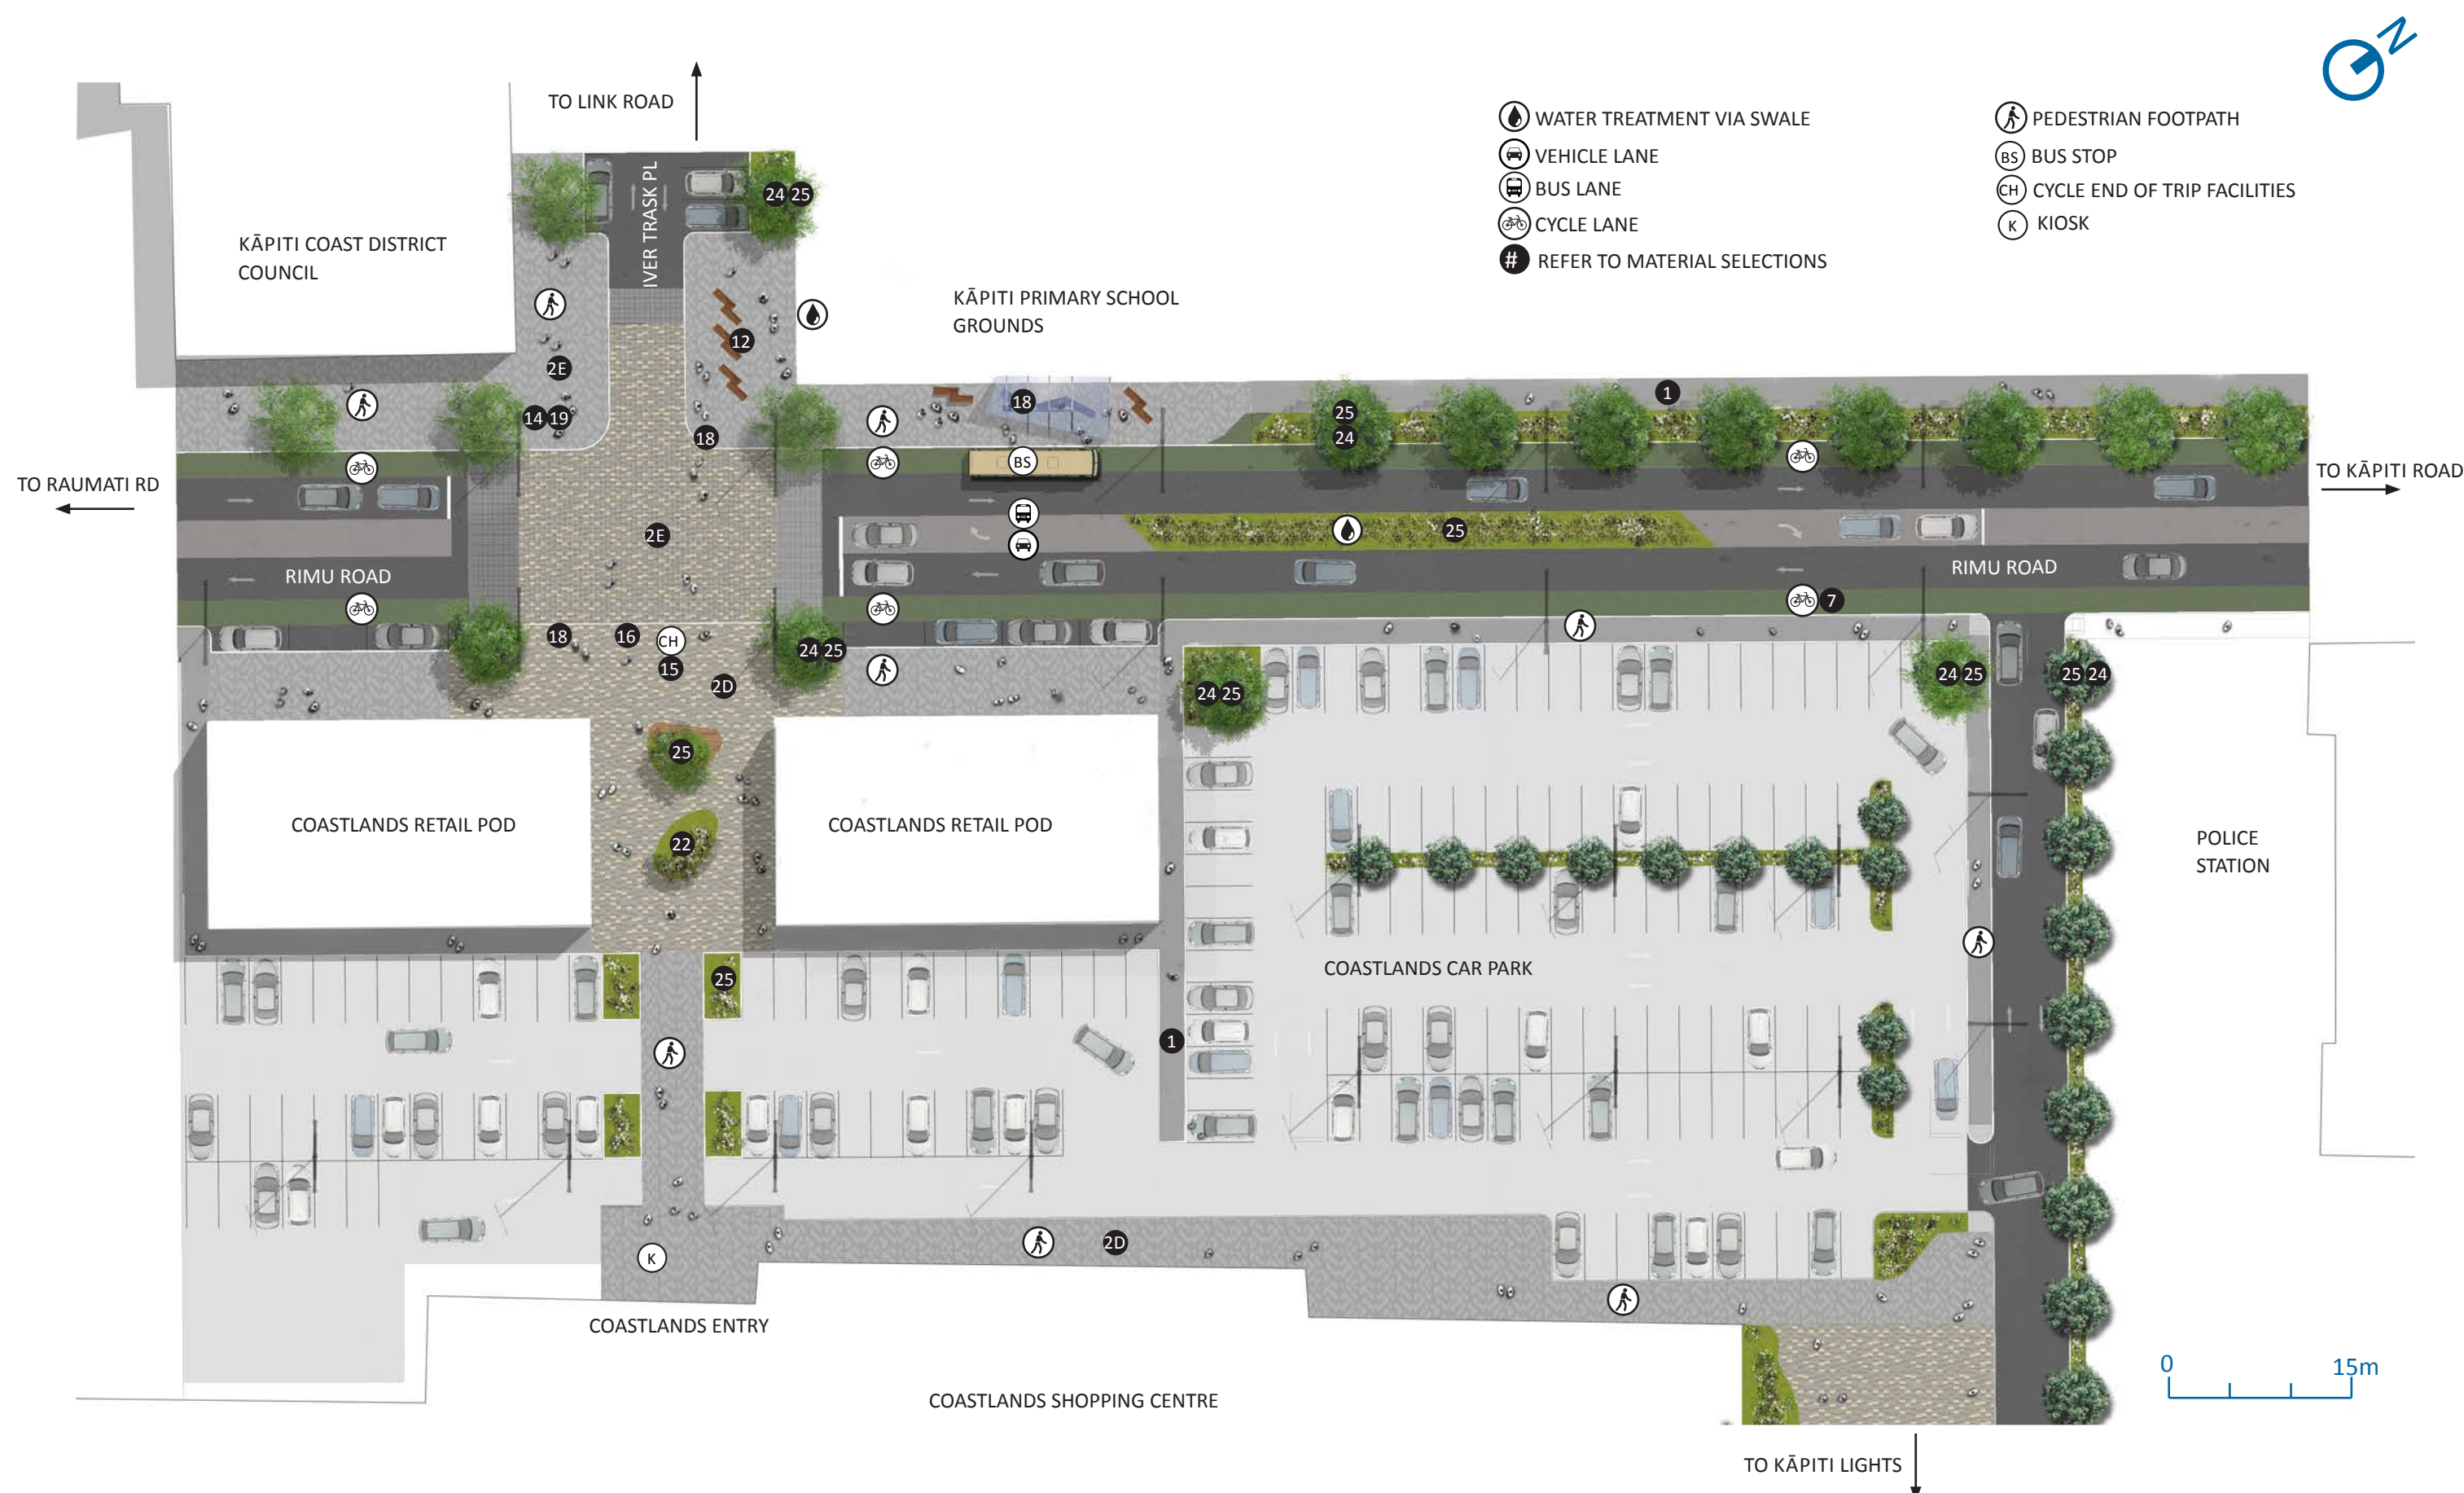 N
TO LINK ROAD
WATER TREATMENT VIA SWALE
VEHICLE LANE
BUS LANE
CYCLE LANE
# REFER TO MATERIAL SELECTIONS
PEDESTRIAN FOOTPATH
BS BUS STOP
CH CYCLE END OF TRIP FACILITIES
K KIOSK
IVER TRASK PL
24 25
KĀPITI COAST DISTRICT
COUNCIL
KĀPITI PRIMARY SCHOOL
GROUNDS
12
2E
14 19
18
18
1
25
24
BS
TO RAUMATI RD
TO KĀPITI ROAD
2E
25
RIMU ROAD
RIMU ROAD
7
18
16
CH
15
2D
24 25
24 25
24 25
25 24
25
22
COASTLANDS RETAIL POD
COASTLANDS RETAIL POD
POLICE
STATION
25
COASTLANDS CAR PARK
1
K
2D
COASTLANDS ENTRY
COASTLANDS SHOPPING CENTRE
0 15m
TO KĀPITI LIGHTS